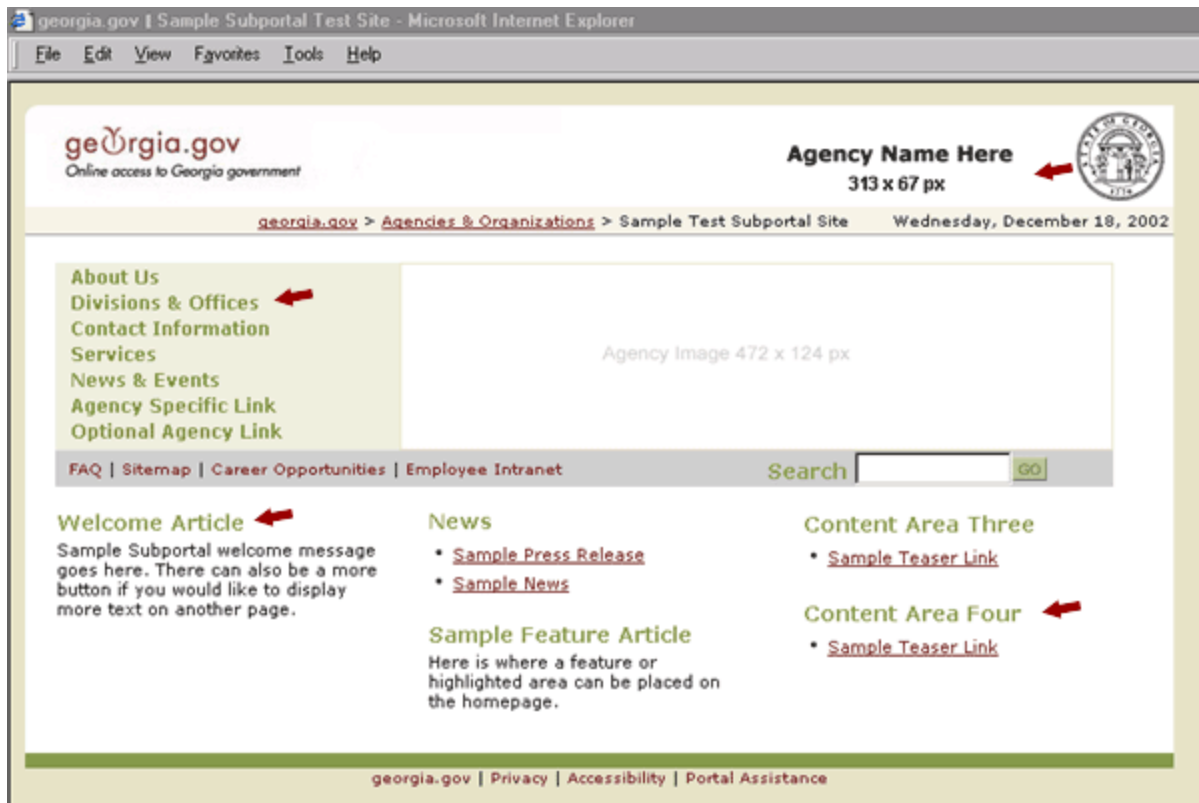 georgia.gov | Sample Subportal Test Site - Microsoft Internet Explorer
File Edit View Favorites Tools Help
georgia.gov
Online access to Georgia government
Agency Name Here
313 x 67 px
STATE OF GEORGIA
1776
georgia.gov > Agencies & Organizations > Sample Test Subportal Site Wednesday, December 18, 2002
About Us
Divisions & Offices
Contact Information
Services
News & Events
Agency Specific Link
Optional Agency Link
Agency Image 472 x 124 px
FAQ | Sitemap | Career Opportunities | Employee Intranet
Search GO
Welcome Article
Sample Subportal welcome message
goes here. There can also be a more
button if you would like to display
more text on another page.
News
• Sample Press Release
• Sample News
Sample Feature Article
Here is where a feature or
highlighted area can be placed on
the homepage.
Content Area Three
• Sample Teaser Link
Content Area Four
• Sample Teaser Link
georgia.gov | Privacy | Accessibility | Portal Assistance